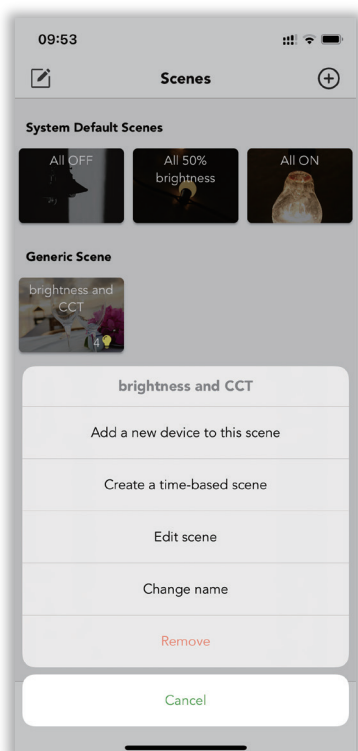 09:53
Scenes
System Default Scenes
All OFF
All 50%
brightness
All ON
Generic Scene
brightness and
CCT
4
brightness and CCT
Add a new device to this scene
Create a time-based scene
Edit scene
Change name
Remove
Cancel